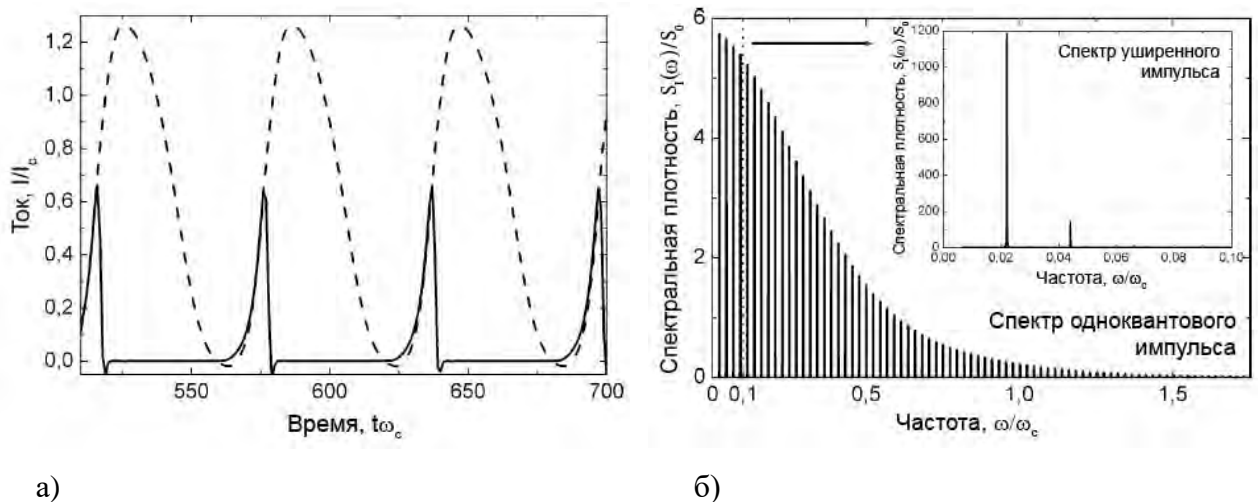 1,2
1,0
0,8
0,6
0,4
0,2
0,0
Ток, I/I_c
550
600
650
700
Время, tω_c
а)
6
4
2
0
Спектральная плотность, S_I(ω)/S_0
0
0,1
0,5
1,0
1,5
Частота, ω/ω_c
Спектр одноквантового
импульса
1200
1000
800
600
400
200
0
Спектральная плотность, S_I(ω)/S_0
Спектр уширенного
импульса
0.00
0.02
0.04
0.06
0.08
0.10
Частота, ω/ω_c
б)